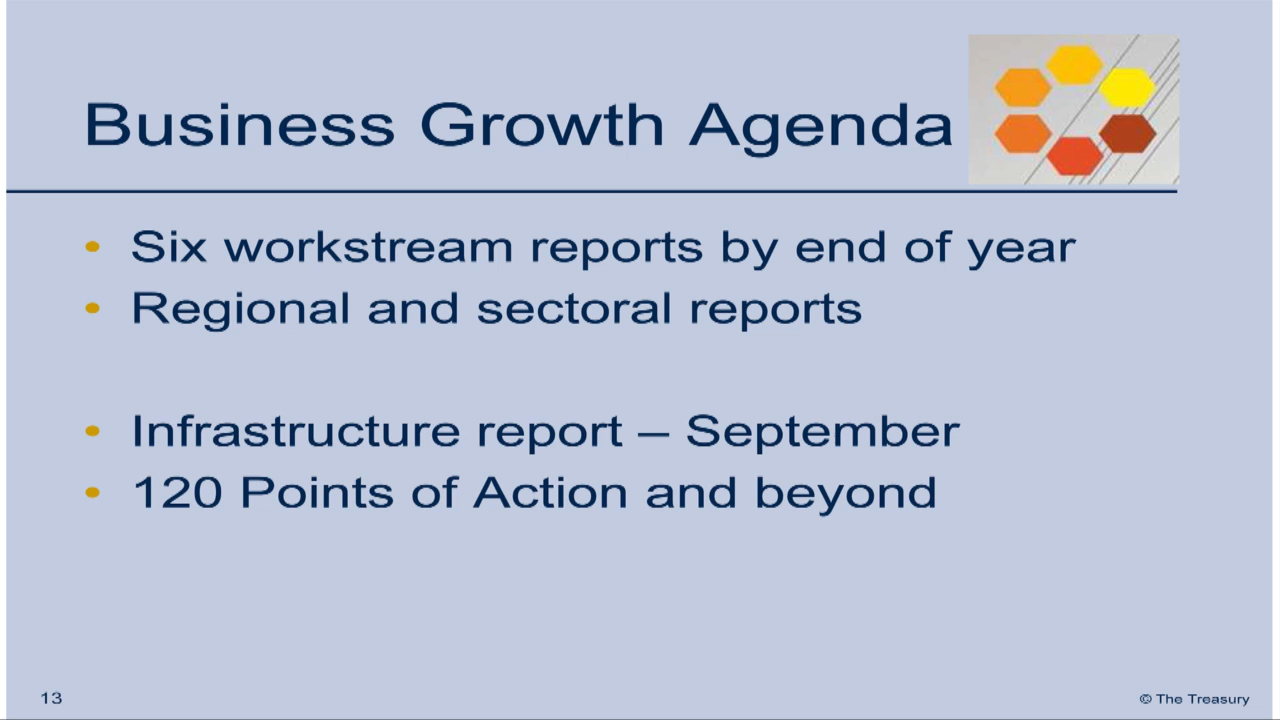 Business Growth Agenda
• Six workstream reports by end of year
• Regional and sectoral reports
• Infrastructure report – September
• 120 Points of Action and beyond
13
© The Treasury